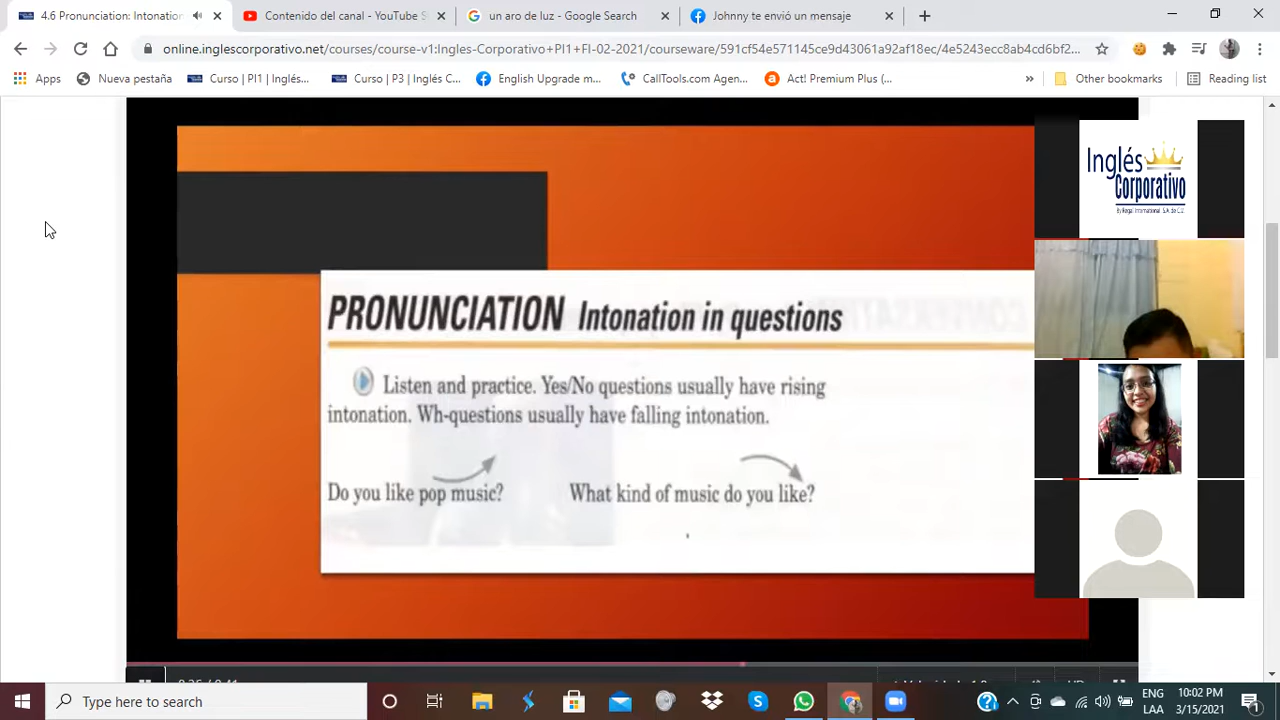 4.6 Pronunciation: Intonation
Contenido del canal - YouTube S
un aro de luz - Google Search
Johnny te envió un mensaje
online.inglescorporativo.net/courses/course-v1:Ingles-Corporativo+PI1+FI-02-2021/courseware/591cf54e571145ce9d43061a92af18ec/4e5243ecc8ab4cd6bf2...
Apps
Nueva pestaña
Curso | PI1 | Inglés...
Curso | P3 | Inglés C...
English Upgrade m...
CallTools.com Agen...
Act! Premium Plus (...
»
Other bookmarks
Reading list
Inglés
Corporativo
By Regal International S.A. de C.V.
PRONUNCIATION Intonation in questions
Listen and practice. Yes/No questions usually have rising
intonation. Wh-questions usually have falling intonation.
Do you like pop music?
What kind of music do you like?
Type here to search
ENG
LAA
10:02 PM
3/15/2021